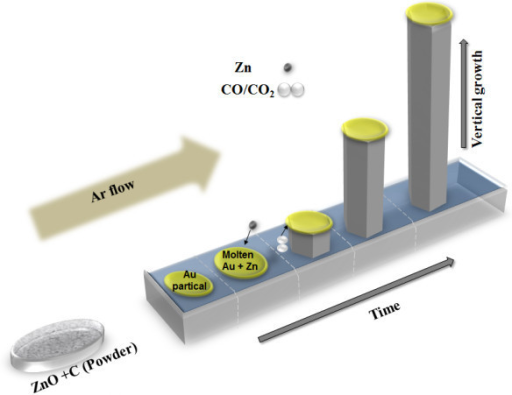 Zn
CO/CO₂
Vertical growth
Ar flow
Molten
Au + Zn
Au
partical
Time
ZnO +C (Powder)